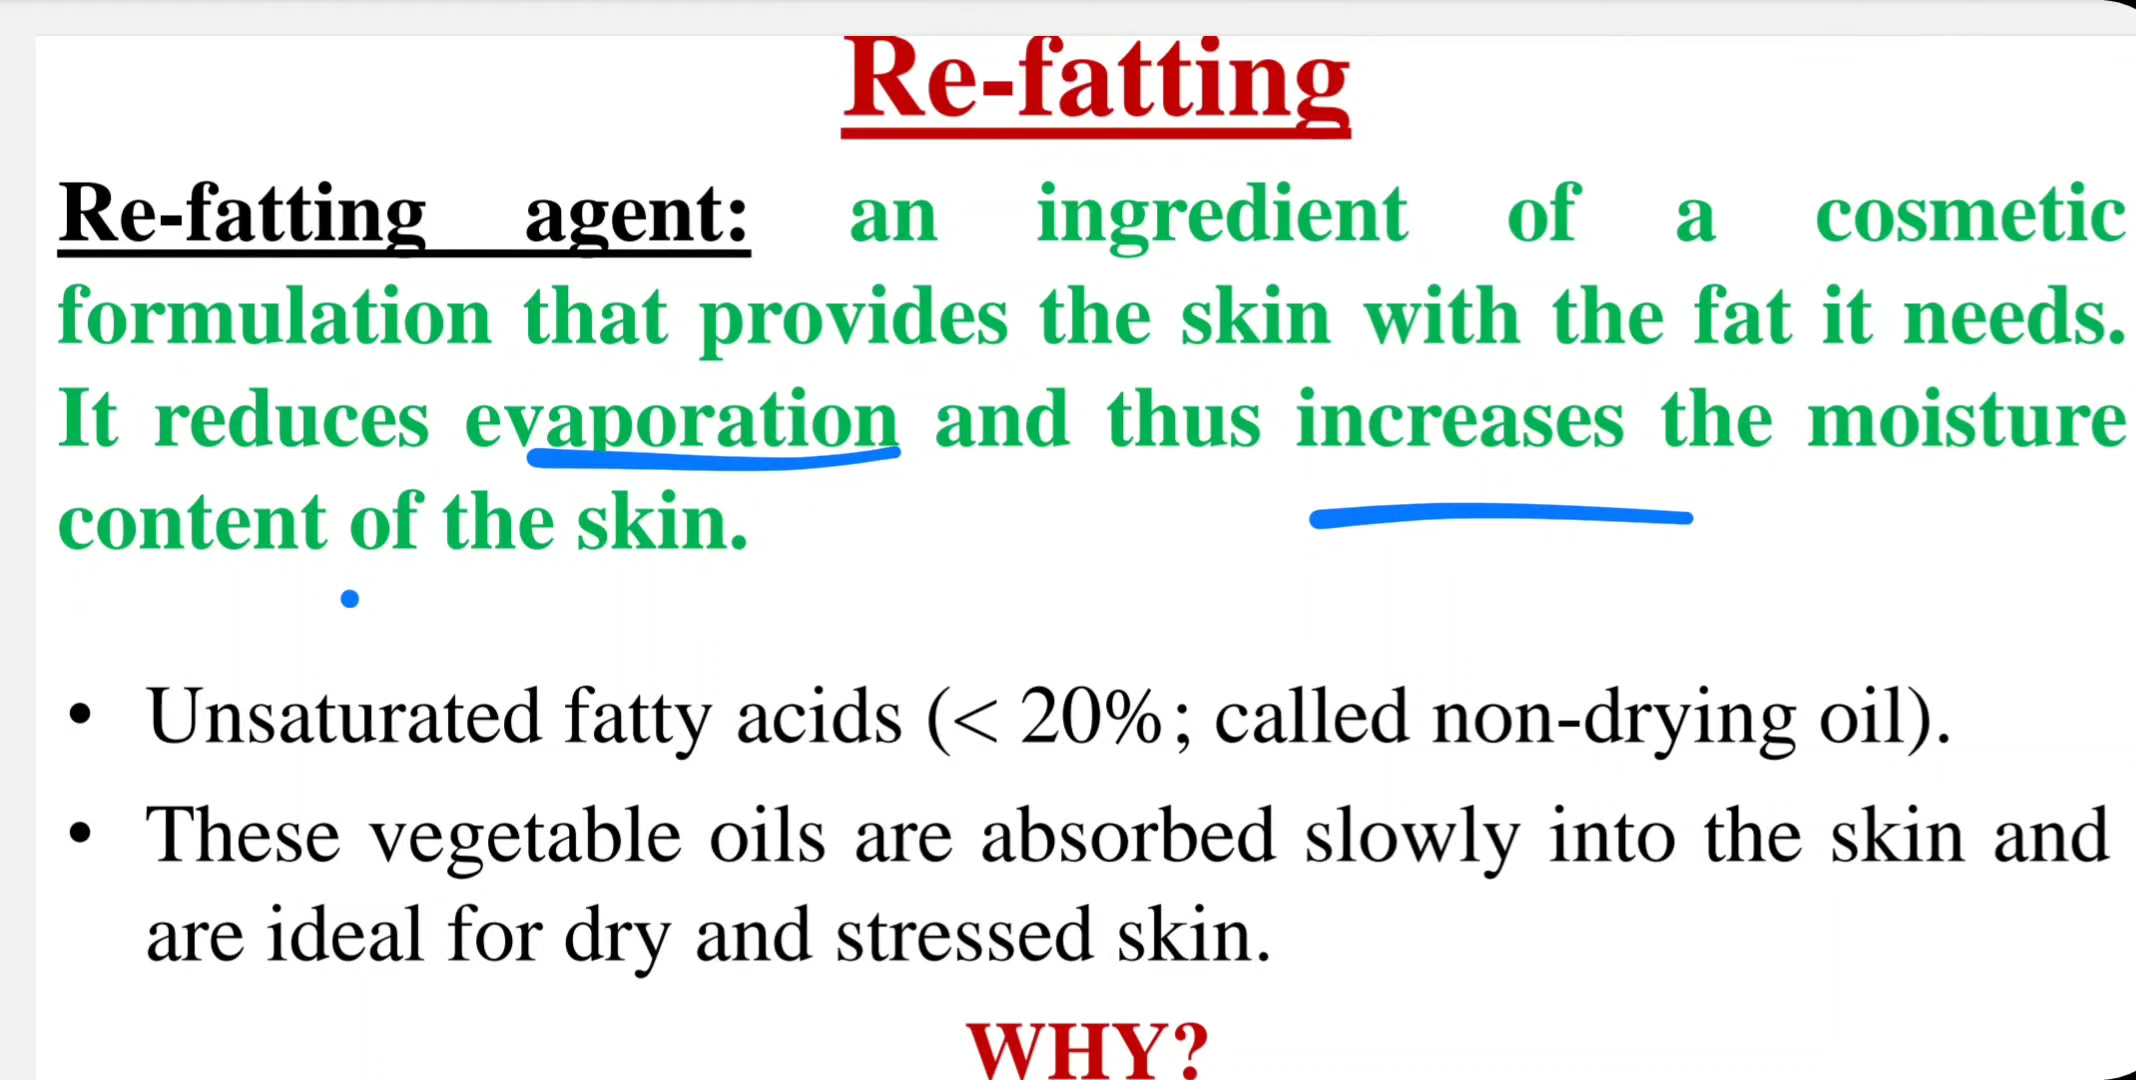 Re-fatting
Re-fatting agent: an ingredient of a cosmetic
formulation that provides the skin with the fat it needs.
It reduces evaporation and thus increases the moisture
content of the skin.
• Unsaturated fatty acids (< 20%; called non-drying oil).
• These vegetable oils are absorbed slowly into the skin and
are ideal for dry and stressed skin.
WHY?